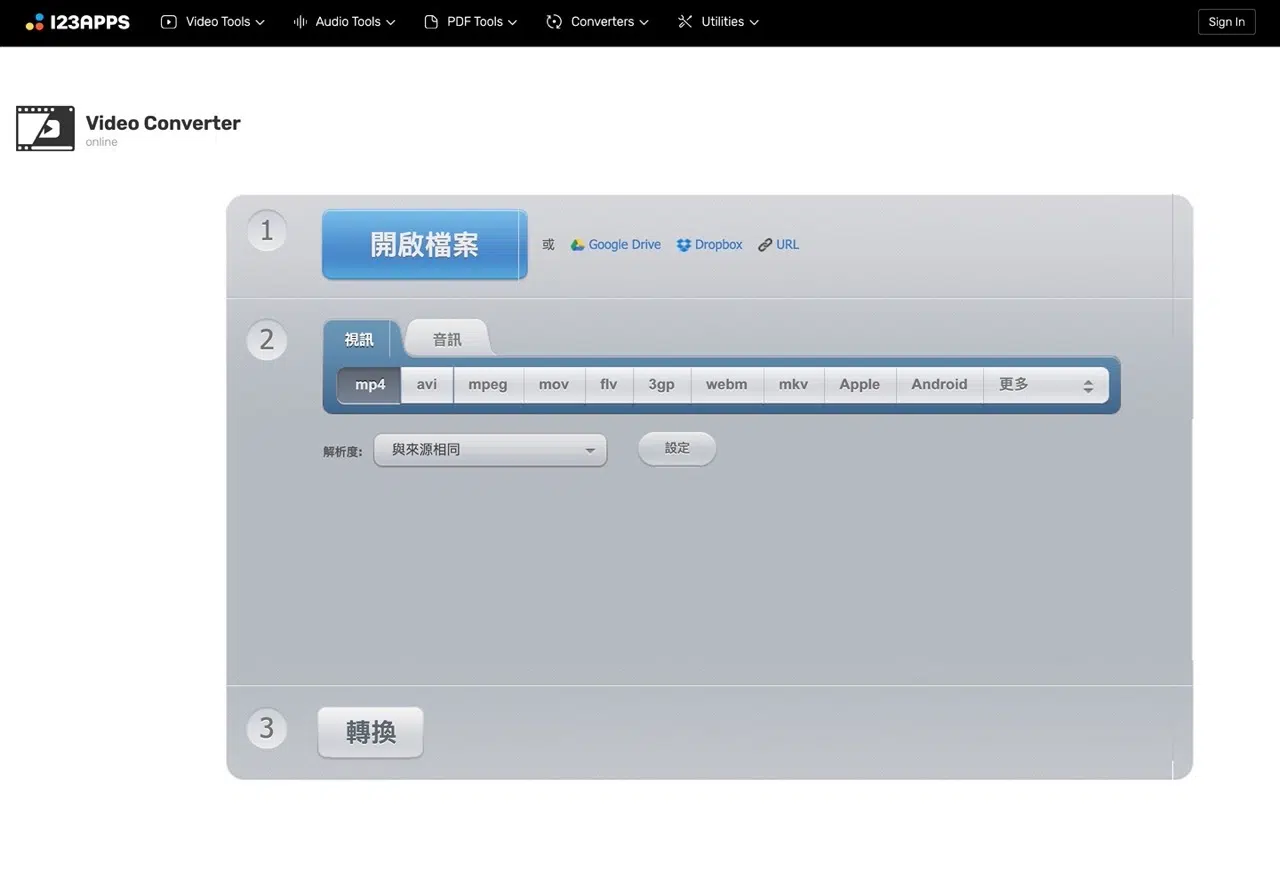 123APPS Video Tools Audio Tools PDF Tools Converters Utilities Sign In
Video Converter
online
1 開啟檔案 或 Google Drive Dropbox URL
2 視訊 音訊
mp4 avi mpeg mov flv 3gp webm mkv Apple Android 更多
解析度: 與來源相同 設定
3 轉換